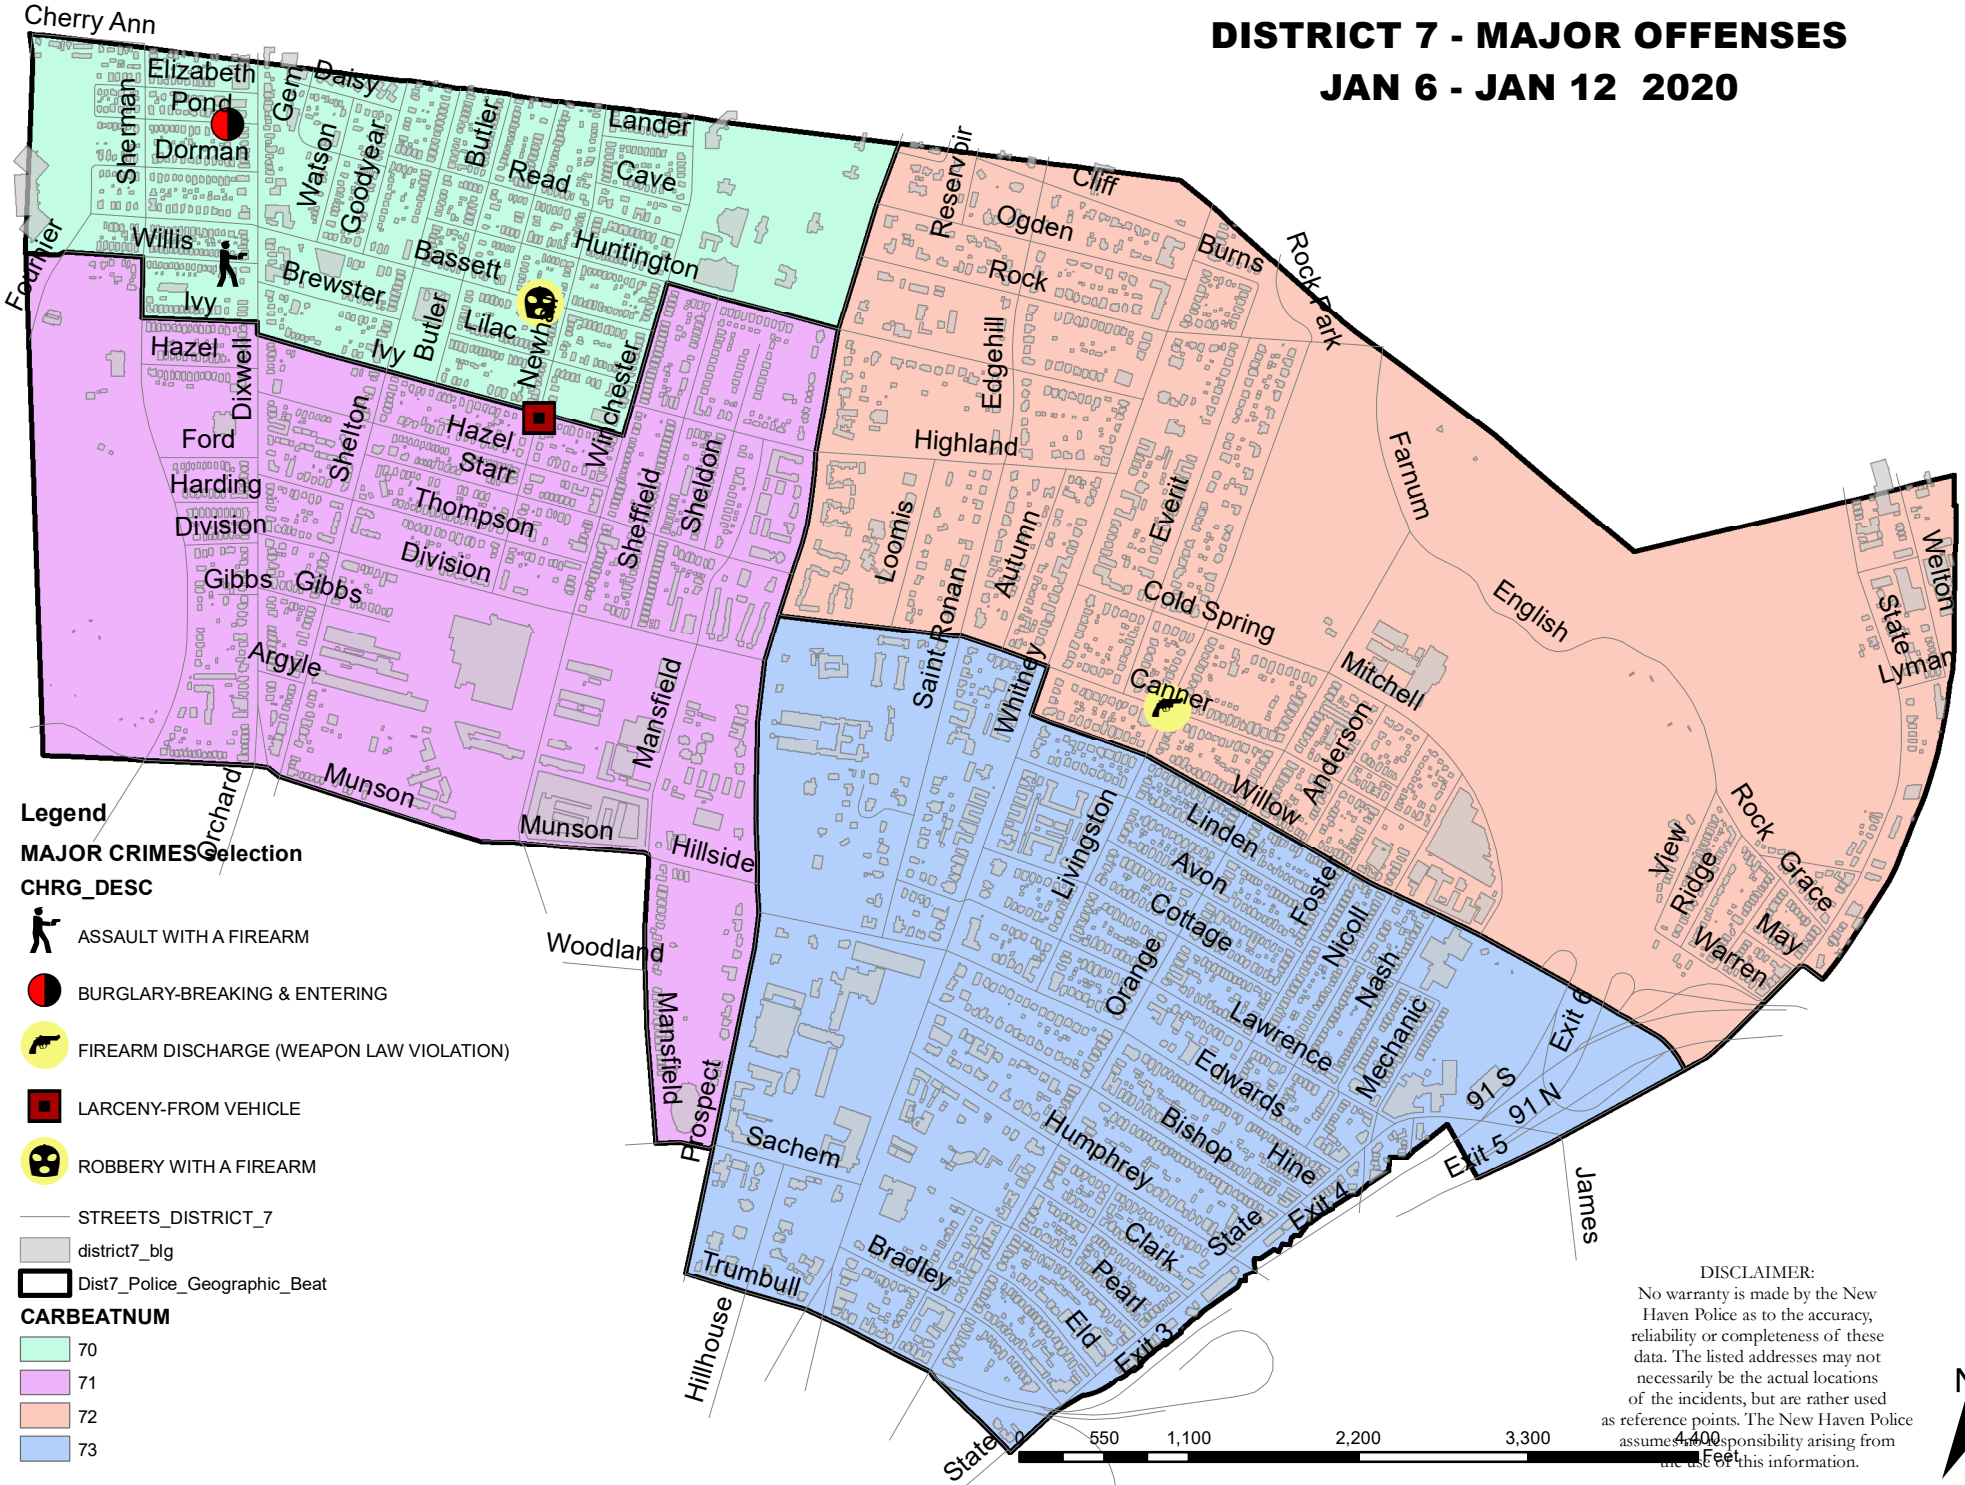 DISTRICT 7 - MAJOR OFFENSES
JAN 6 - JAN 12  2020
Cherry Ann
Elizabeth
Pond
Dorman
Sherman
Gem
Daisy
Watson
Goodyear
Butler
Read
Lander
Cave
Huntington
Willis
Fournier
Ivy
Brewster
Bassett
Lilac
Butler
Ivy
Newhall
Winchester
Hazel
Dixwell
Ford
Harding
Division
Gibbs
Gibbs
Shelton
Hazel
Starr
Thompson
Division
Sheffield
Sheldon
Argyle
Mansfield
Munson
Munson
Orchard
Hillside
Woodland
Mansfield
Prospect
Reservoir
Cliff
Ogden
Rock
Burns
Rock Park
Edgehill
Highland
Everit
Farnum
Loomis
Autumn
Saint Ronan
Whitney
Cold Spring
English
Canner
Mitchell
Anderson
Willow
Welton
State
Lyman
View
Ridge
Rock
Grace
May
Warren
Livingston
Linden
Avon
Cottage
Foster
Nicoll
Nash
Orange
Lawrence
Mechanic
Edwards
Bishop
Hine
Humphrey
Exit 6
91 S
91 N
Exit 5
Exit 4
James
Sachem
Bradley
Trumbull
Clark
Pearl
State
Eld
Exit 3
Hillhouse
State
Legend
MAJOR CRIMES selection
CHRG_DESC
ASSAULT WITH A FIREARM
BURGLARY-BREAKING & ENTERING
FIREARM DISCHARGE (WEAPON LAW VIOLATION)
LARCENY-FROM VEHICLE
ROBBERY WITH A FIREARM
STREETS_DISTRICT_7
district7_blg
Dist7_Police_Geographic_Beat
CARBEATNUM
70
71
72
73
DISCLAIMER:
No warranty is made by the New
Haven Police as to the accuracy,
reliability or completeness of these
data. The listed addresses may not
necessarily be the actual locations
of the incidents, but are rather used
as reference points. The New Haven Police
assumes no responsibility arising from
the use of this information.
0 550 1,100 2,200 3,300 4,400
Feet
N